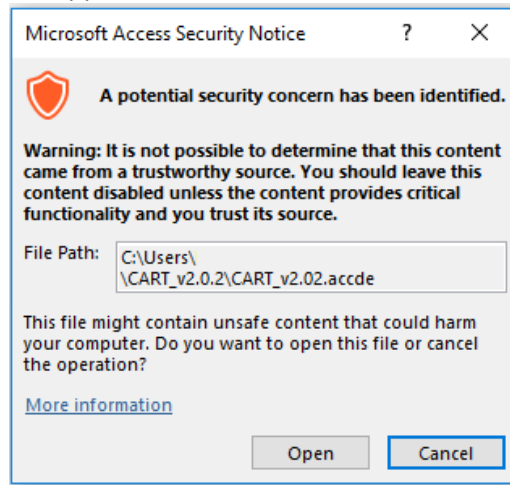 Microsoft Access Security Notice ? ×
A potential security concern has been identified.
Warning: It is not possible to determine that this content
came from a trustworthy source. You should leave this
content disabled unless the content provides critical
functionality and you trust its source.
File Path: C:\Users\
\CART_v2.0.2\CART_v2.02.accde
This file might contain unsafe content that could harm
your computer. Do you want to open this file or cancel
the operation?
More information
Open Cancel